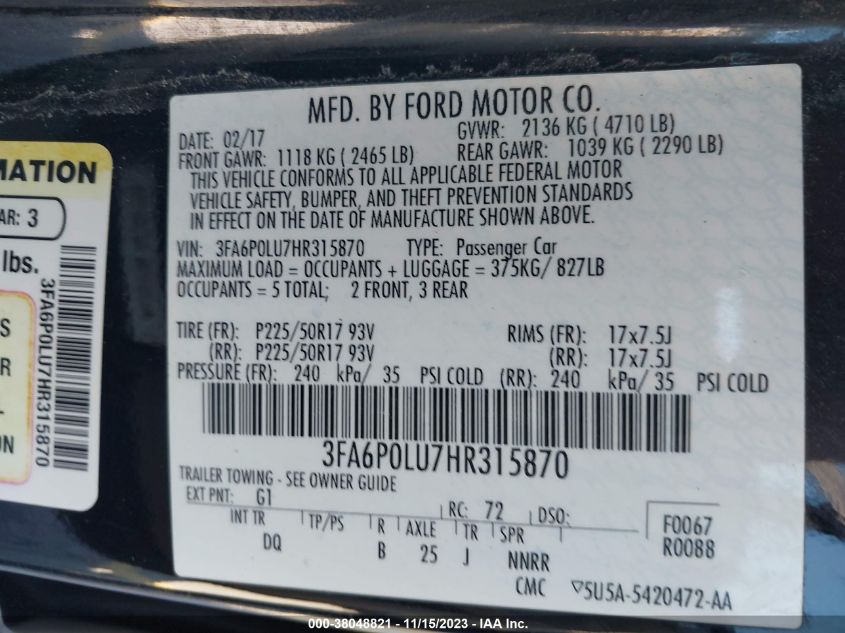 MFD. BY FORD MOTOR CO.
DATE: 02/17 GVWR: 2136 KG ( 4710 LB)
FRONT GAWR: 1118 KG ( 2465 LB) REAR GAWR: 1039 KG ( 2290 LB)
THIS VEHICLE CONFORMS TO ALL APPLICABLE FEDERAL MOTOR
VEHICLE SAFETY, BUMPER, AND THEFT PREVENTION STANDARDS
IN EFFECT ON THE DATE OF MANUFACTURE SHOWN ABOVE.
VIN: 3FA6P0LU7HR315870 TYPE: Passenger Car
MAXIMUM LOAD = OCCUPANTS + LUGGAGE = 375KG/ 827LB
OCCUPANTS = 5 TOTAL; 2 FRONT, 3 REAR
TIRE (FR): P225/50R17 93V RIMS (FR): 17x7.5J
(RR): P225/50R17 93V (RR): 17x7.5J
PRESSURE (FR): 240 kPa/ 35 PSI COLD (RR): 240 kPa/ 35 PSI COLD
3FA6P0LU7HR315870
TRAILER TOWING - SEE OWNER GUIDE
EXT PNT: G1 RC: 72 DSO:
INT TR TP/PS R AXLE TR SPR
DQ B 25 J NNRR
F0067
R0088
CMC ▽5U5A-5420472-AA
MATION
AR: 3
lbs.
3FA6P0LU7HR315870
S
R
L-
ON
3-38048821 - 11/15/2023 - IAA Inc.